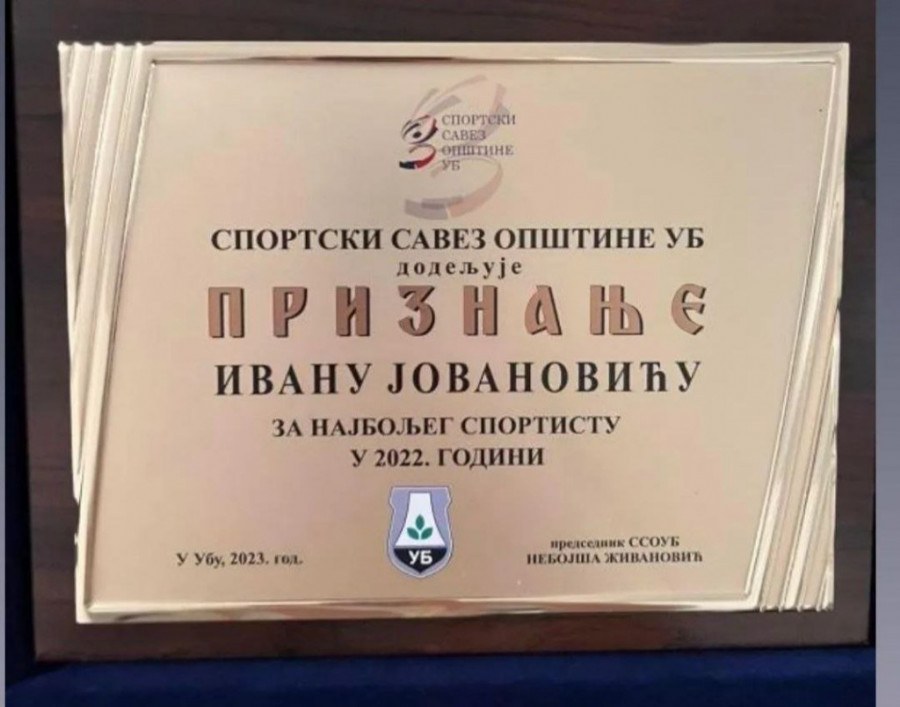 СПОРТСКИ
САВЕЗ
ОПШТИНЕ
УБ
СПОРТСКИ САВЕЗ ОПШТИНЕ УБ
додељује
ПРИЗНАЊЕ
ИВАНУ ЈОВАНОВИЋУ
ЗА НАЈБОЉЕГ СПОРТИСТУ
У 2022. ГОДИНИ
УБ
У Убу, 2023. год.
председник ССОУБ
НЕБОЈША ЖИВАНОВИЋ